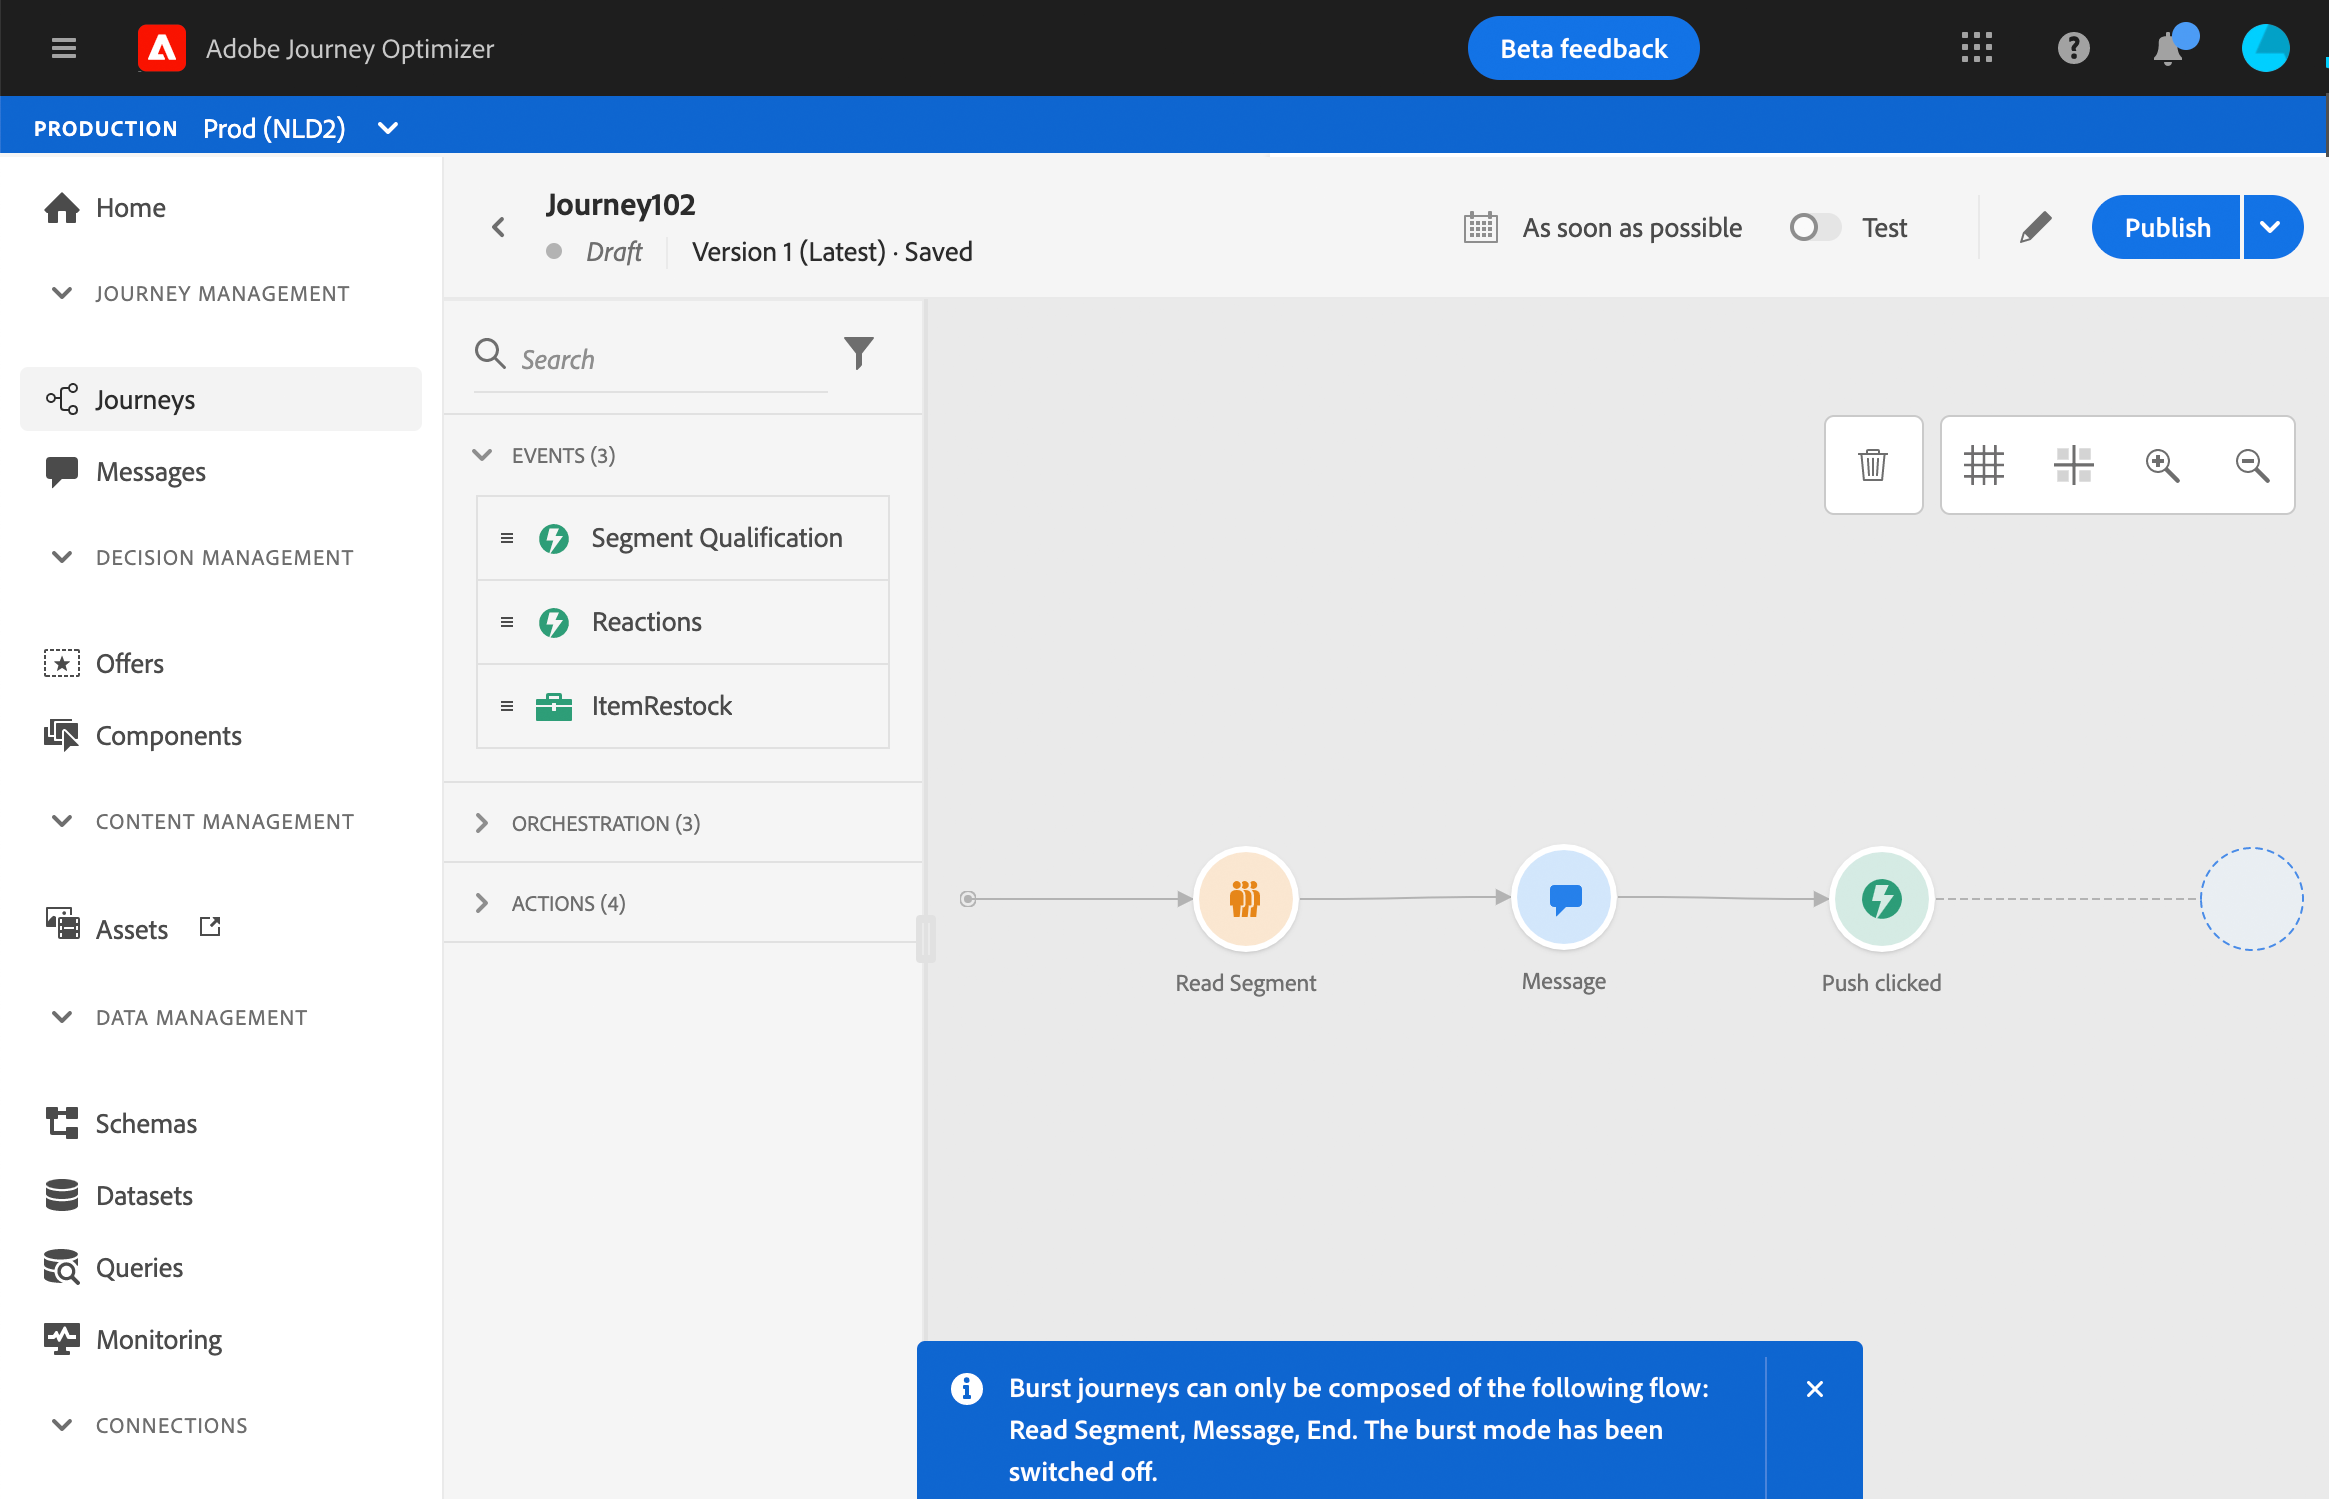 Adobe Journey Optimizer
Beta feedback
PRODUCTION Prod (NLD2)
Home
JOURNEY MANAGEMENT
Journeys
Messages
DECISION MANAGEMENT
Offers
Components
CONTENT MANAGEMENT
Assets
DATA MANAGEMENT
Schemas
Datasets
Queries
Monitoring
CONNECTIONS
Journey102
Draft
Version 1 (Latest) · Saved
As soon as possible
Test
Publish
Search
EVENTS (3)
Segment Qualification
Reactions
ItemRestock
ORCHESTRATION (3)
ACTIONS (4)
Read Segment
Message
Push clicked
Burst journeys can only be composed of the following flow:
Read Segment, Message, End. The burst mode has been
switched off.